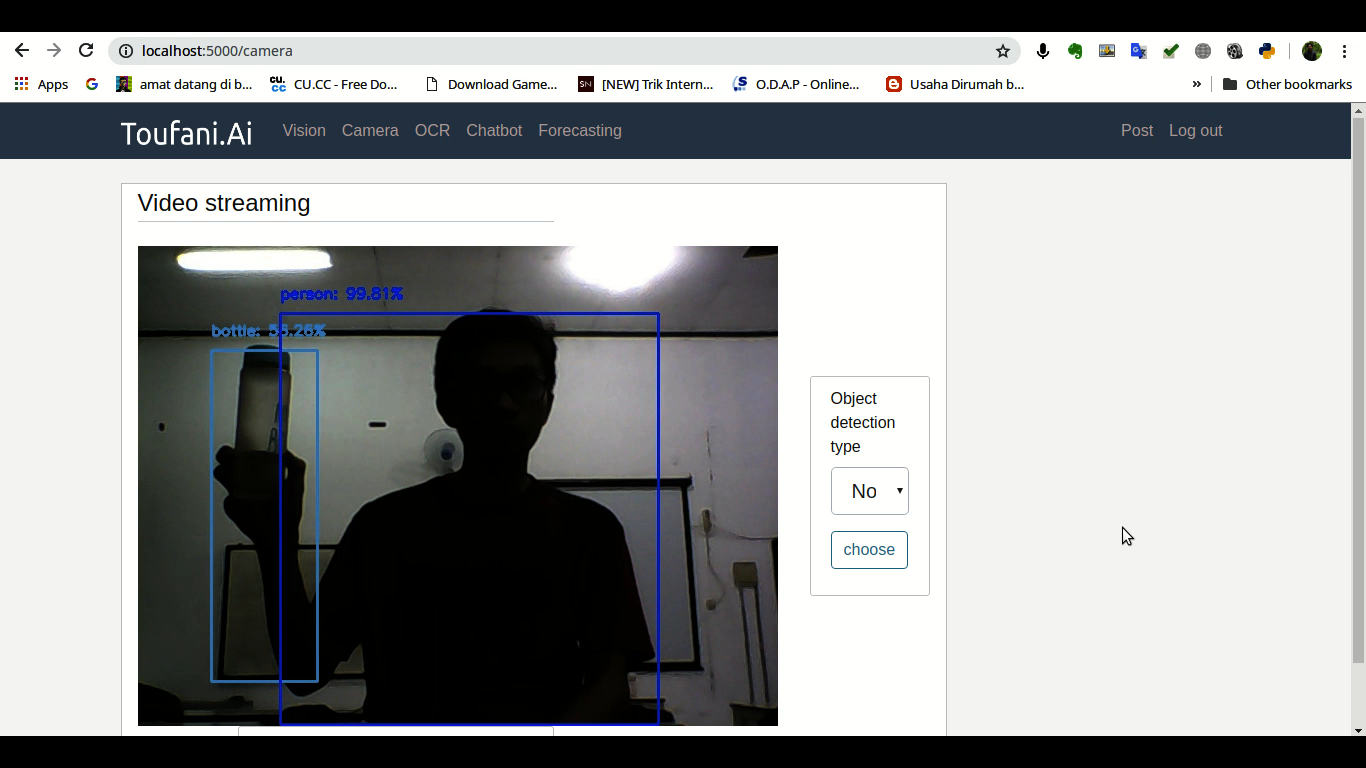 localhost:5000/camera
Apps
amat datang di b...
CU.CC - Free Do...
Download Game...
[NEW] Trik Intern...
O.D.A.P - Online...
Usaha Dirumah b...
»
Other bookmarks
Toufani.Ai
Vision
Camera
OCR
Chatbot
Forecasting
Post
Log out
Video streaming
person: 99.81%
bottle: 55.26%
Object
detection
type
No
choose